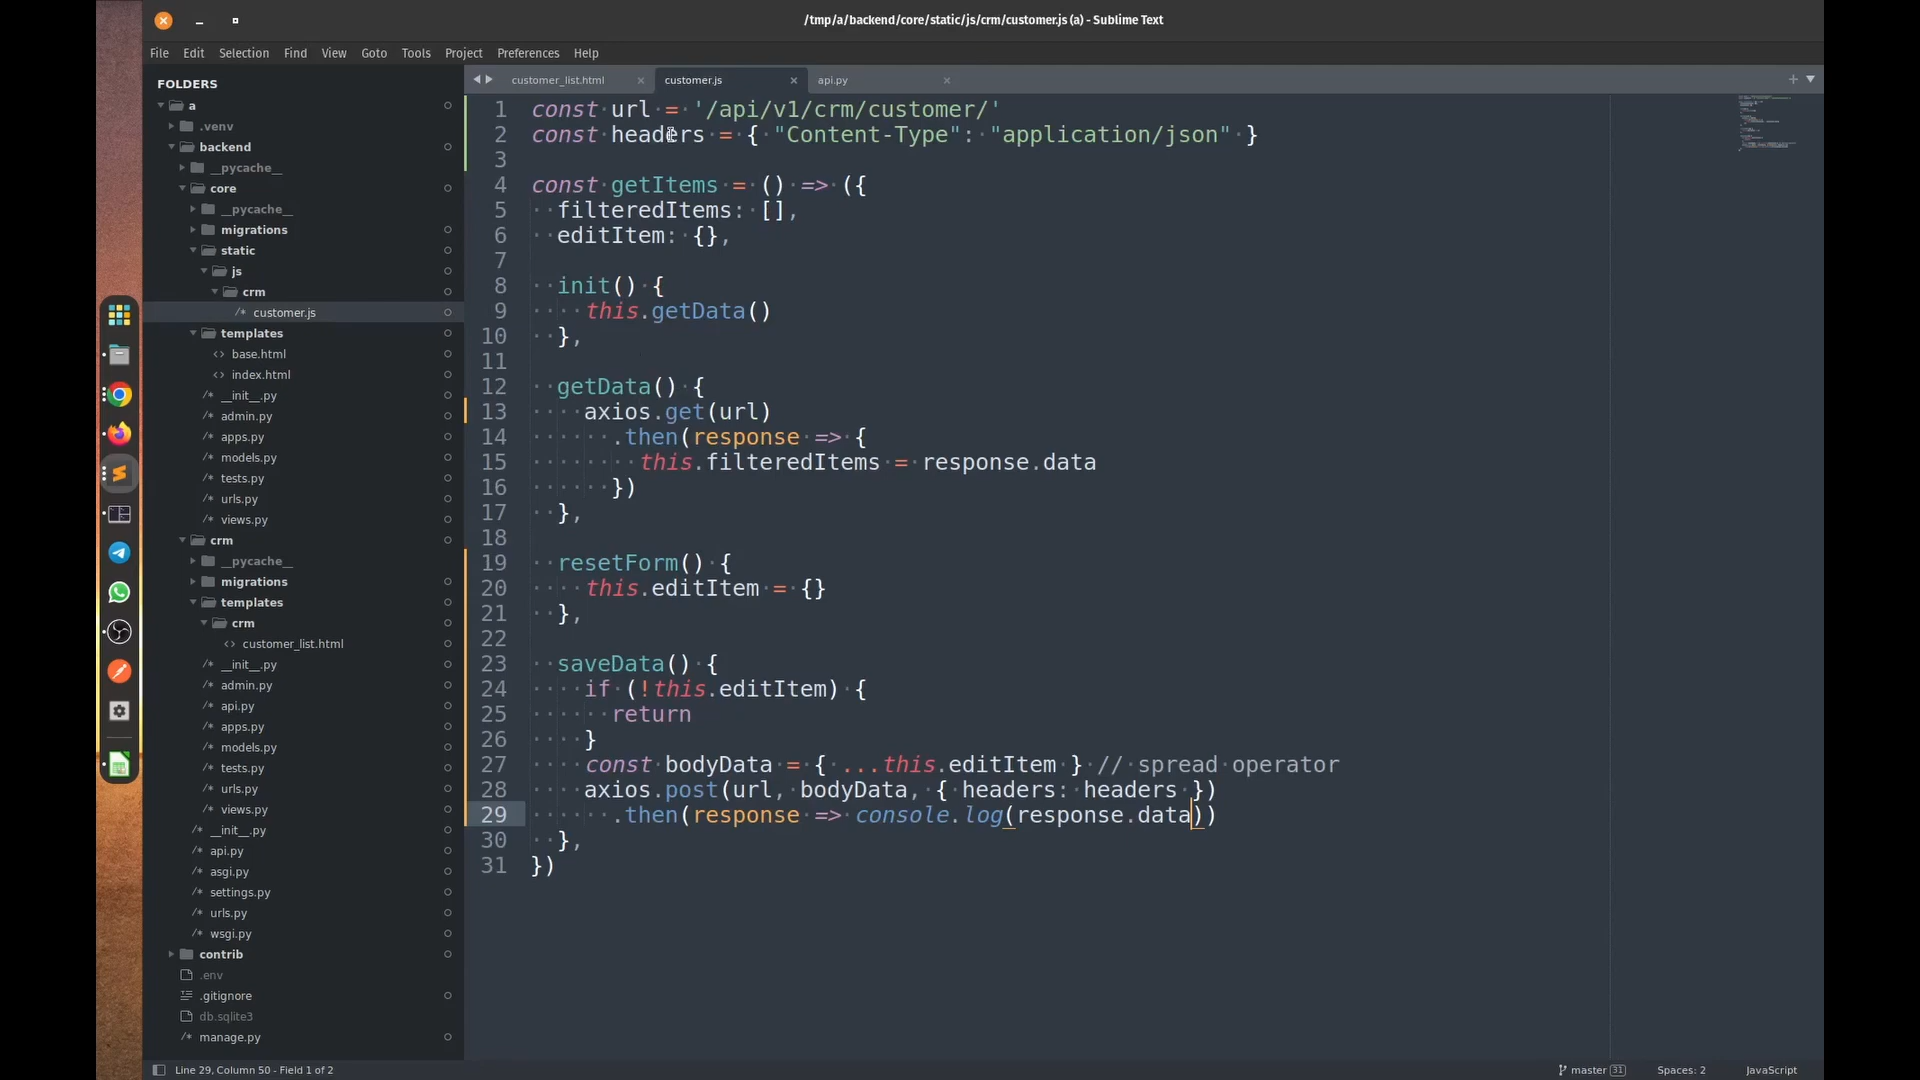 /tmp/a/backend/core/static/js/crm/customer.js (a) - Sublime Text
File Edit Selection Find View Goto Tools Project Preferences Help
FOLDERS
a
.venv
backend
__pycache__
core
__pycache__
migrations
static
js
crm
customer.js
templates
base.html
index.html
__init__.py
admin.py
apps.py
models.py
tests.py
urls.py
views.py
crm
__pycache__
migrations
templates
crm
customer_list.html
__init__.py
admin.py
api.py
apps.py
models.py
tests.py
urls.py
views.py
__init__.py
api.py
asgi.py
settings.py
urls.py
wsgi.py
contrib
.env
.gitignore
db.sqlite3
manage.py
customer_list.html customer.js api.py
1 const url = '/api/v1/crm/customer/'
2 const headers = { "Content-Type": "application/json" }
3
4 const getItems = () => ({
5 filteredItems: [],
6 editItem: {},
7
8 init() {
9 this.getData()
10 },
11
12 getData() {
13 axios.get(url)
14 .then(response => {
15 this.filteredItems = response.data
16 })
17 },
18
19 resetForm() {
20 this.editItem = {}
21 },
22
23 saveData() {
24 if (!this.editItem) {
25 return
26 }
27 const bodyData = { ...this.editItem } // spread operator
28 axios.post(url, bodyData, { headers: headers })
29 .then(response => console.log(response.data))
30 },
31 })
Line 29, Column 50 - Field 1 of 2
master 31 Spaces: 2 JavaScript